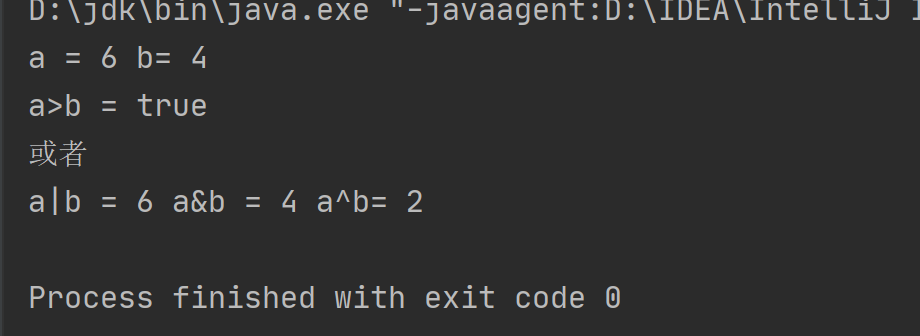 D:\jdk\bin\java.exe "-javaagent:D:\IDEA\IntelliJ
a = 6 b= 4
a>b = true
或者
a|b = 6 a&b = 4 a^b= 2
Process finished with exit code 0